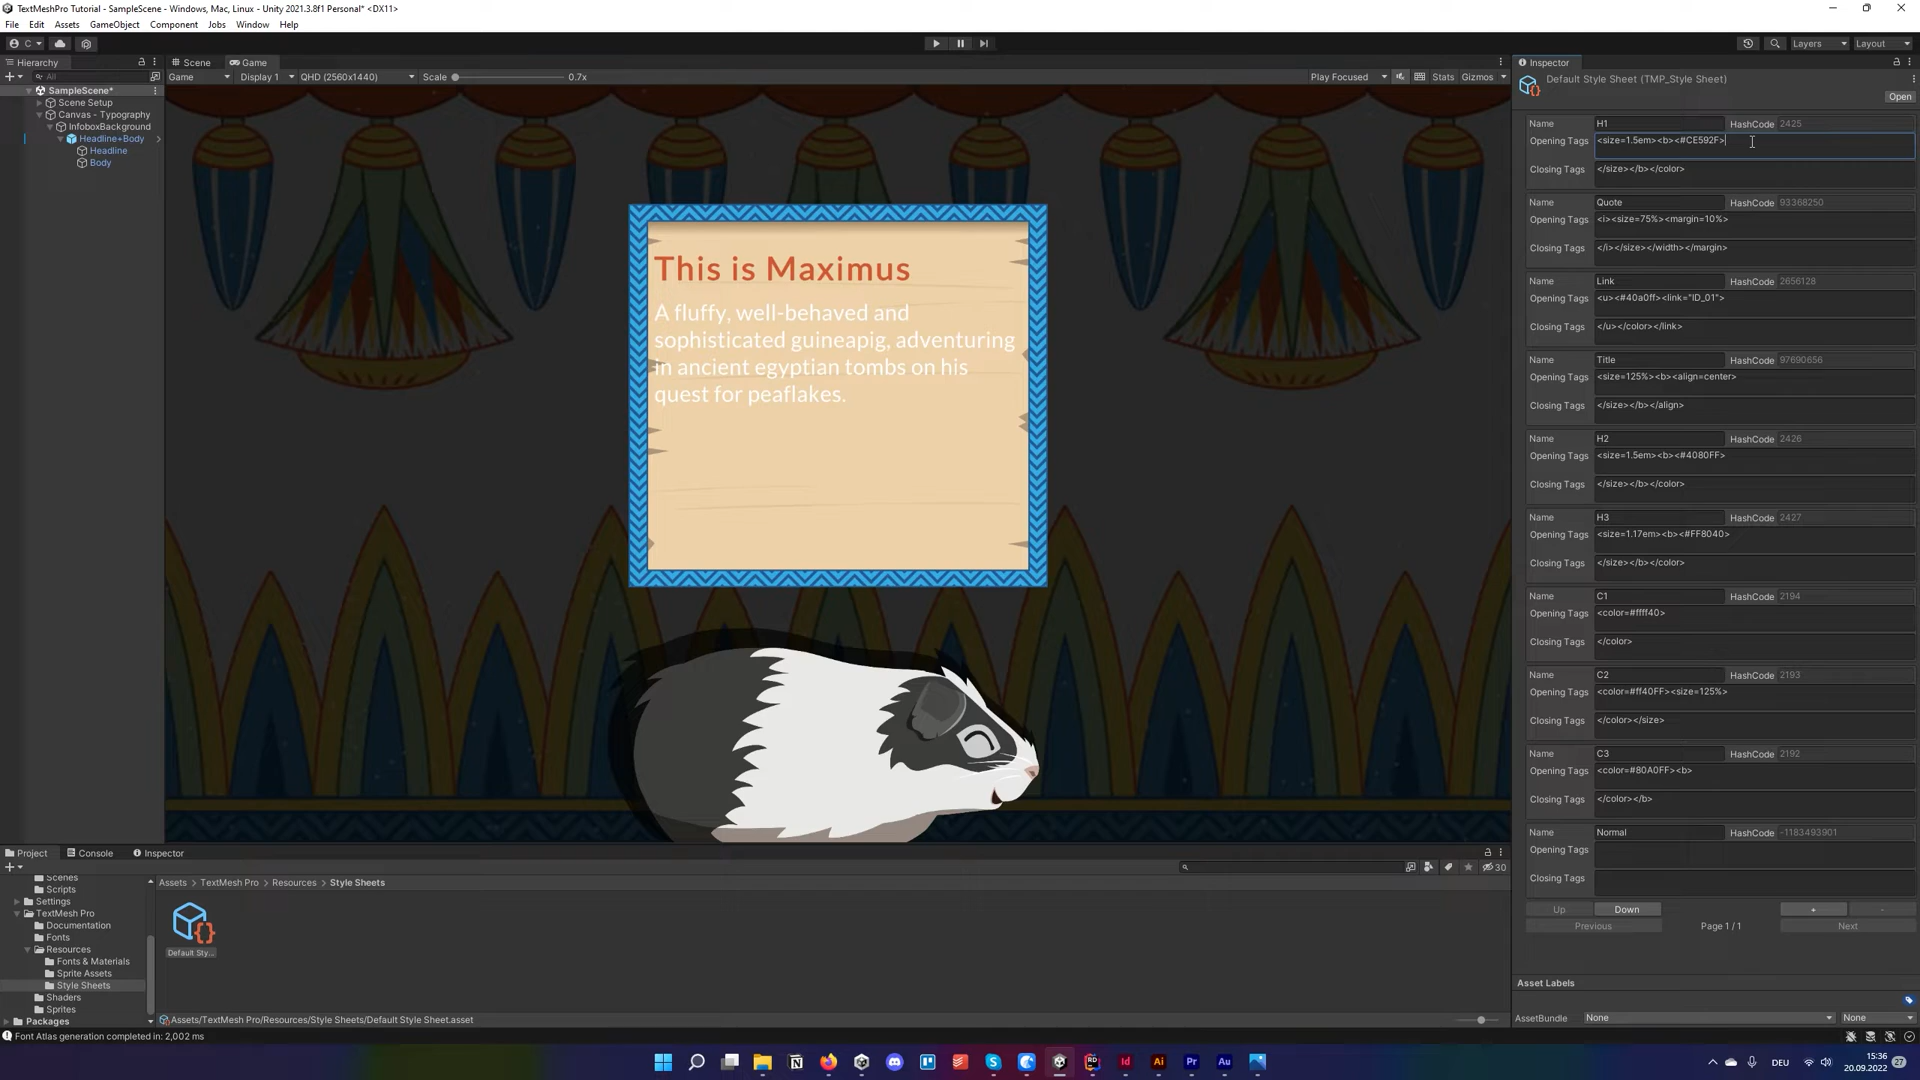 TextMeshPro Tutorial - SampleScene - Windows, Mac, Linux - Unity 2021.3.8f1 Personal* <DX11>
File Edit Assets GameObject Component Jobs Window Help
C Layers Layout
Hierarchy
All
SampleScene*
Scene Setup
Canvas - Typography
InfoboxBackground
Headline+Body
Headline
Body
Scene Game
Game Display 1 QHD (2560x1440) Scale 0.7x Play Focused Stats Gizmos
This is Maximus
A fluffy, well-behaved and
sophisticated guineapig, adventuring
in ancient egyptian tombs on his
quest for peaflakes.
Inspector
Default Style Sheet (TMP_Style Sheet)
Open
Name H1 HashCode 2425
Opening Tags <size=1.5em><b><#CE592F>
Closing Tags </size></b></color>
Name Quote HashCode 93368250
Opening Tags <i><size=75%><margin=10%>
Closing Tags </i></size></width></margin>
Name Link HashCode 2656128
Opening Tags <u><#40a0ff><link="ID_01">
Closing Tags </u></color></link>
Name Title HashCode 97690656
Opening Tags <size=125%><b><align=center>
Closing Tags </size></b></align>
Name H2 HashCode 2426
Opening Tags <size=1.5em><b><#4080FF>
Closing Tags </size></b></color>
Name H3 HashCode 2427
Opening Tags <size=1.17em><b><#FF8040>
Closing Tags </size></b></color>
Name C1 HashCode 2194
Opening Tags <color=#ffff40>
Closing Tags </color>
Name C2 HashCode 2193
Opening Tags <color=#ff40FF><size=125%>
Closing Tags </color></size>
Name C3 HashCode 2192
Opening Tags <color=#80A0FF><b>
Closing Tags </color></b>
Name Normal HashCode -1183493901
Opening Tags
Closing Tags
Up Down + -
Previous Page 1 / 1 Next
Asset Labels
AssetBundle None None
Project Console Inspector
30
Scenes
Scripts
Settings
TextMesh Pro
Documentation
Fonts
Resources
Fonts & Materials
Sprite Assets
Style Sheets
Shaders
Sprites
Packages
Assets > TextMesh Pro > Resources > Style Sheets
Default Sty...
Assets/TextMesh Pro/Resources/Style Sheets/Default Style Sheet.asset
Font Atlas generation completed in: 2,002 ms
DEU
15:36
20.09.2022
27